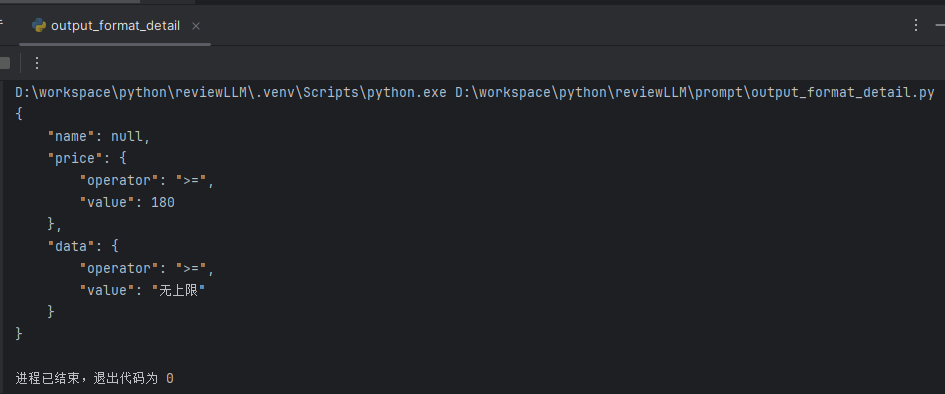 output_format_detail
D:\workspace\python\reviewLLM\.venv\Scripts\python.exe D:\workspace\python\reviewLLM\prompt\output_format_detail.py
{
    "name": null,
    "price": {
        "operator": ">=",
        "value": 180
    },
    "data": {
        "operator": ">=",
        "value": "无上限"
    }
}
进程已结束，退出代码为 0